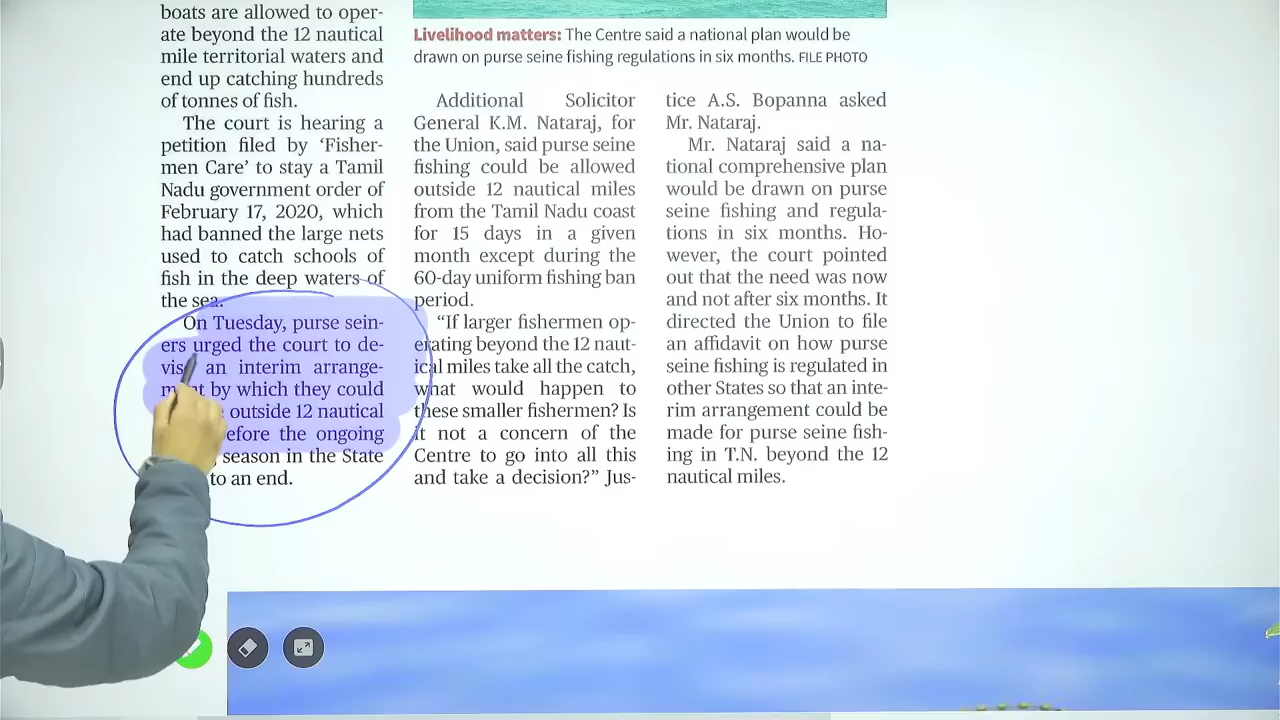 boats are allowed to oper-
ate beyond the 12 nautical
mile territorial waters and
end up catching hundreds
of tonnes of fish.
The court is hearing a
petition filed by ‘Fisher-
men Care’ to stay a Tamil
Nadu government order of
February 17, 2020, which
had banned the large nets
used to catch schools of
fish in the deep waters of
the sea.
On Tuesday, purse sein-
ers urged the court to de-
an interim arrange-
by which they could
outside 12 nautical
the ongoing
season in the State
to an end.
Livelihood matters: The Centre said a national plan would be
drawn on purse seine fishing regulations in six months. FILE PHOTO
Additional Solicitor
General K.M. Nataraj, for
the Union, said purse seine
fishing could be allowed
outside 12 nautical miles
from the Tamil Nadu coast
for 15 days in a given
month except during the
60-day uniform fishing ban
period.
“If larger fishermen op-
erating beyond the 12 naut-
ical miles take all the catch,
what would happen to
these smaller fishermen? Is
it not a concern of the
Centre to go into all this
and take a decision?” Jus-
tice A.S. Bopanna asked
Mr. Nataraj.
Mr. Nataraj said a na-
tional comprehensive plan
would be drawn on purse
seine fishing and regula-
tions in six months. Ho-
wever, the court pointed
out that the need was now
and not after six months. It
directed the Union to file
an affidavit on how purse
seine fishing is regulated in
other States so that an inte-
rim arrangement could be
made for purse seine fish-
ing in T.N. beyond the 12
nautical miles.